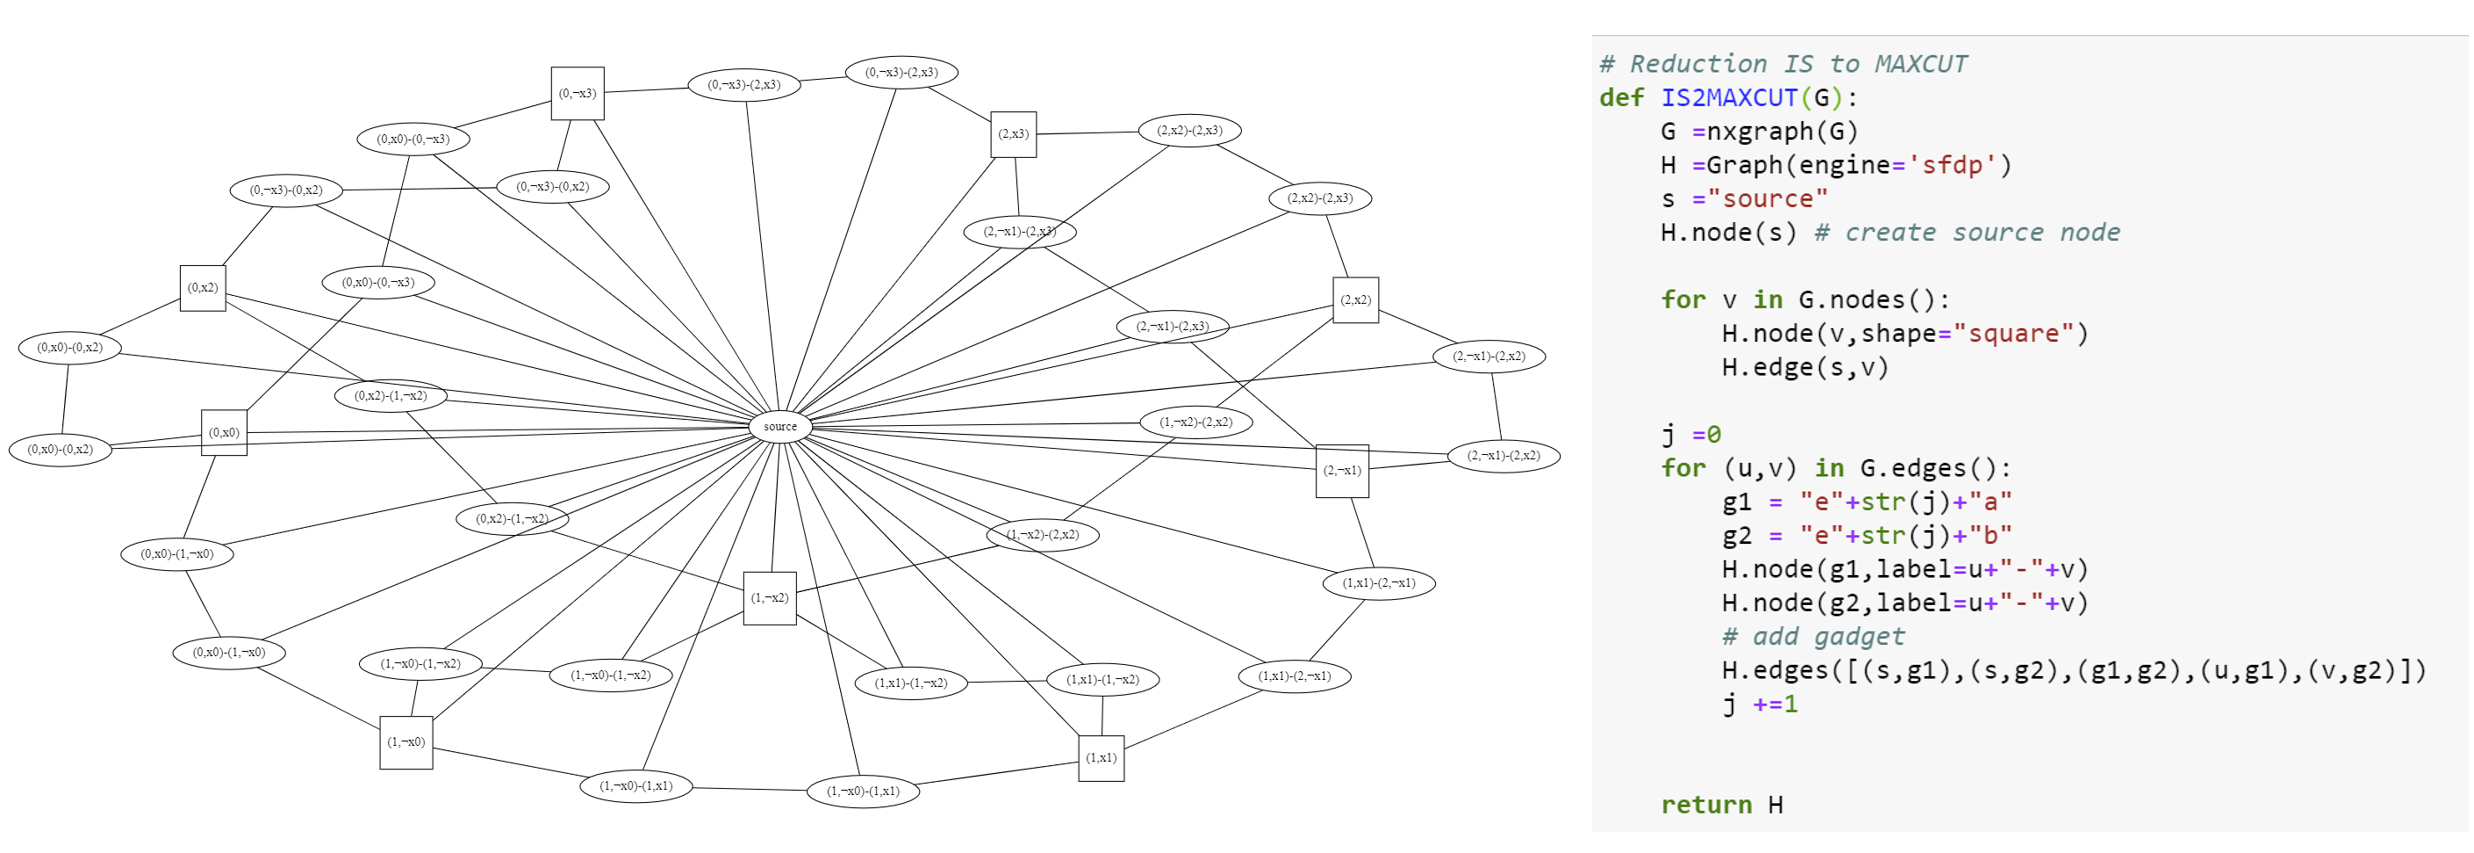 (0,¬x3)
(0,¬x3)-(2,x3)
(0,¬x3)-(2,x3)
(0,x0)-(0,¬x3)
(2,x3)
(2,x2)-(2,x3)
(0,¬x3)-(0,x2)
(0,¬x3)-(0,x2)
(2,x2)-(2,x3)
(2,¬x1)-(2,x3)
(0,x2)
(0,x0)-(0,¬x3)
(2,x2)
(2,¬x1)-(2,x3)
(0,x0)-(0,x2)
(2,¬x1)-(2,x2)
(0,x2)-(1,¬x2)
(0,x0)
source
(1,¬x2)-(2,x2)
(0,x0)-(0,x2)
(2,¬x1)
(2,¬x1)-(2,x2)
(0,x2)-(1,¬x2)
(1,¬x2)-(2,x2)
(0,x0)-(1,¬x0)
(1,x1)-(2,¬x1)
(1,¬x2)
(0,x0)-(1,¬x0)
(1,¬x0)-(1,¬x2)
(1,¬x0)-(1,¬x2)
(1,x1)-(1,¬x2)
(1,x1)-(1,¬x2)
(1,x1)-(2,¬x1)
(1,¬x0)
(1,x1)
(1,¬x0)-(1,x1)
(1,¬x0)-(1,x1)
# Reduction IS to MAXCUT
def IS2MAXCUT(G):
    G =nxgraph(G)
    H =Graph(engine='sfdp')
    s ="source"
    H.node(s) # create source node
    for v in G.nodes():
        H.node(v,shape="square")
        H.edge(s,v)
    j =0
    for (u,v) in G.edges():
        g1 = "e"+str(j)+"a"
        g2 = "e"+str(j)+"b"
        H.node(g1,label=u+"-"+v)
        H.node(g2,label=u+"-"+v)
        # add gadget
        H.edges([(s,g1),(s,g2),(g1,g2),(u,g1),(v,g2)])
        j +=1
    return H